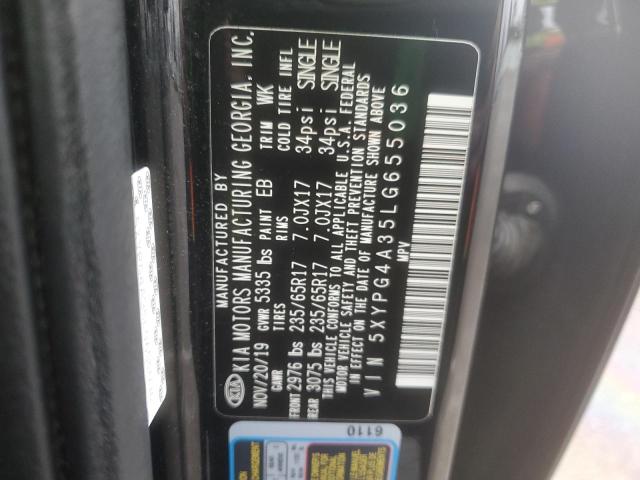 MANUFACTURED BY
KIA KIA MOTORS MANUFACTURING GEORGIA, INC.
NOV/20/19 GVWR 5335 lbs PAINT EB TRIM WK
GAWR TIRES RIMS COLD TIRE INFL
FRONT 2976 lbs 235/65R17 7.0JX17 34psi SINGLE
REAR 3075 lbs 235/65R17 7.0JX17 34psi SINGLE
THIS VEHICLE CONFORMS TO ALL APPLICABLE U.S.A. FEDERAL
MOTOR VEHICLE SAFETY AND THEFT PREVENTION STANDARDS
IN EFFECT ON THE DATE OF MANUFACTURE SHOWN ABOVE
VIN 5XYPG4A35LG655036
MPV
6110